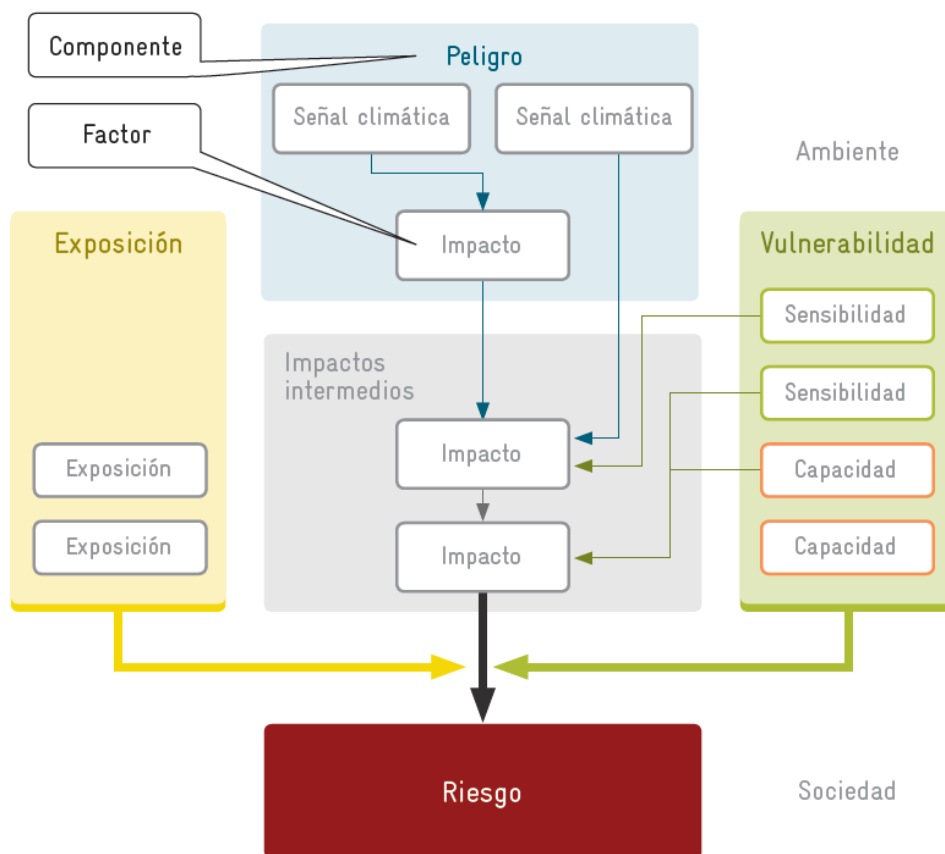 Componente
Peligro
Señal climática
Señal climática
Factor
Ambiente
Exposición
Impacto
Vulnerabilidad
Sensibilidad
Impactos
intermedios
Sensibilidad
Exposición
Impacto
Capacidad
Exposición
Impacto
Capacidad
Riesgo
Sociedad